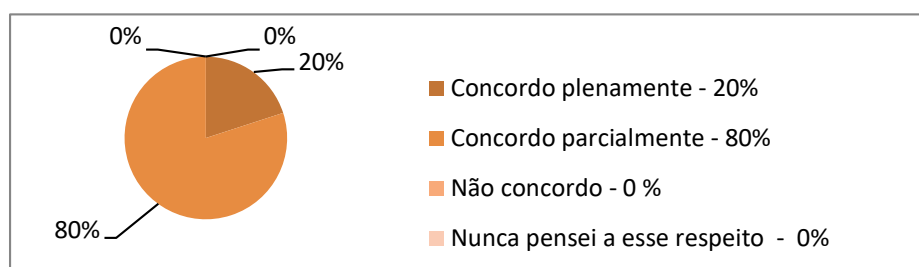 0% 0%
20%
80%
Concordo plenamente - 20%
Concordo parcialmente - 80%
Não concordo - 0 %
Nunca pensei a esse respeito - 0%